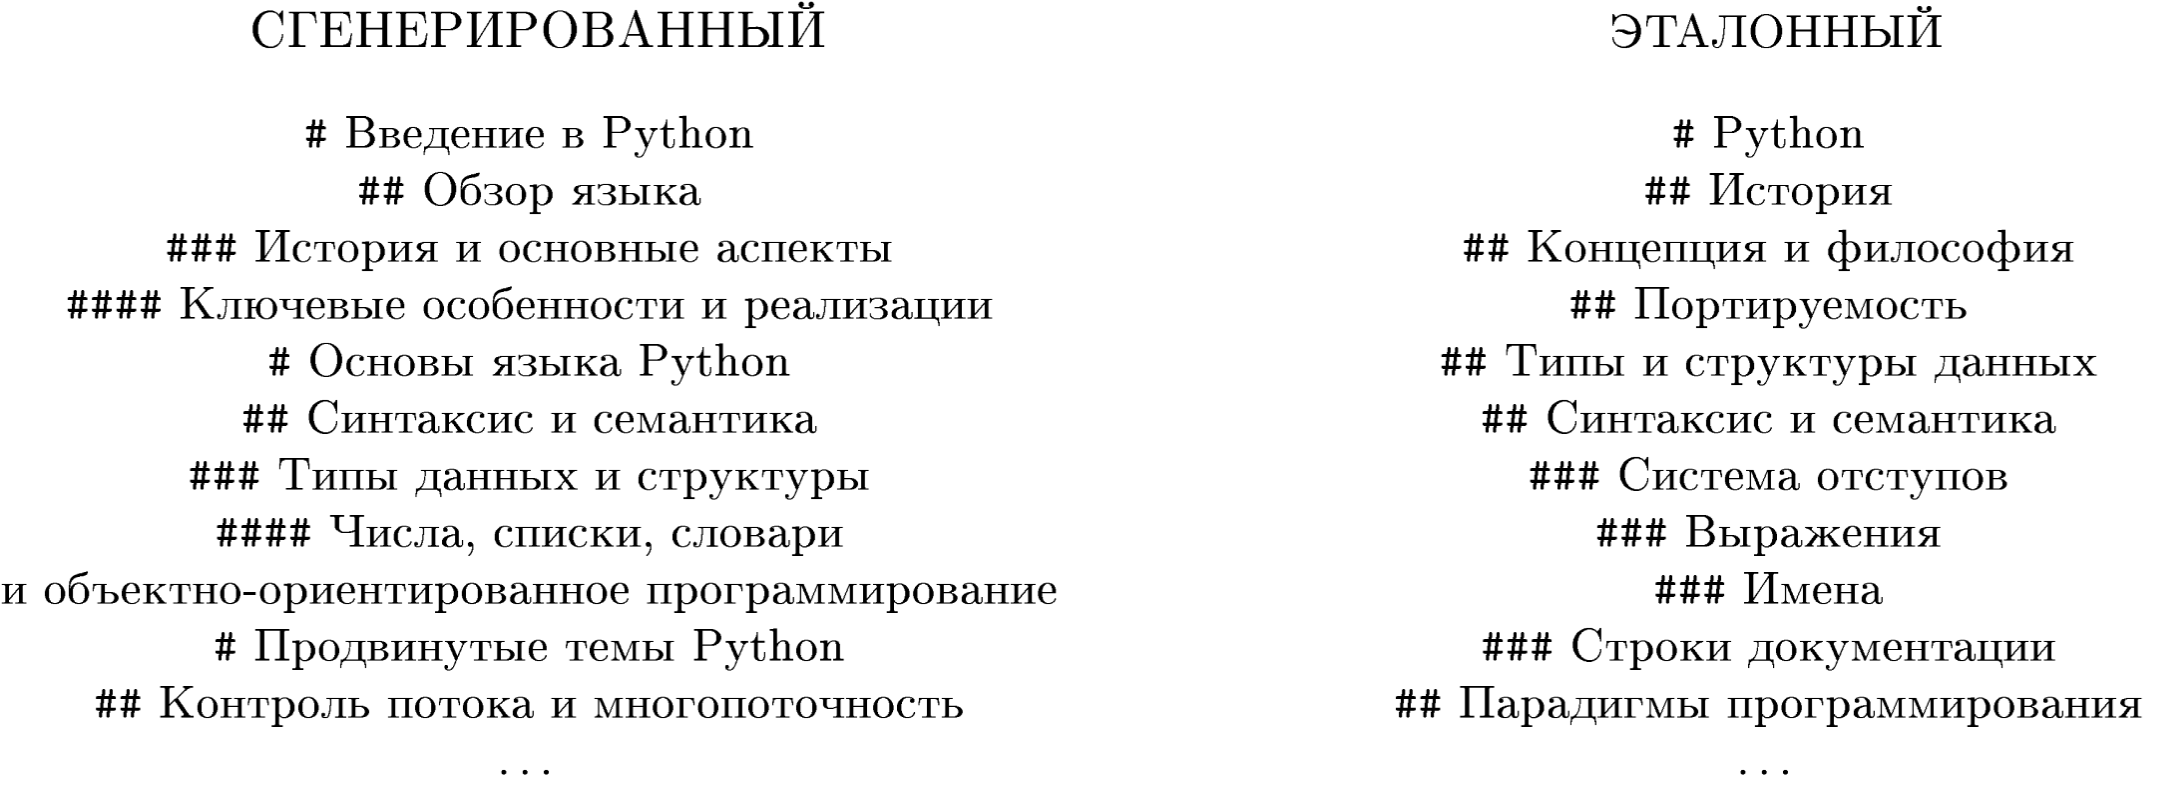 СГЕНЕРИРОВАННЫЙ
# Введение в Python
## Обзор языка
### История и основные аспекты
#### Ключевые особенности и реализации
# Основы языка Python
## Синтаксис и семантика
### Типы данных и структуры
#### Числа, списки, словари
и объектно-ориентированное программирование
# Продвинутые темы Python
## Контроль потока и многопоточность
...
ЭТАЛОННЫЙ
# Python
## История
## Концепция и философия
## Портируемость
## Типы и структуры данных
## Синтаксис и семантика
### Система отступов
### Выражения
### Имена
### Строки документации
## Парадигмы программирования
...